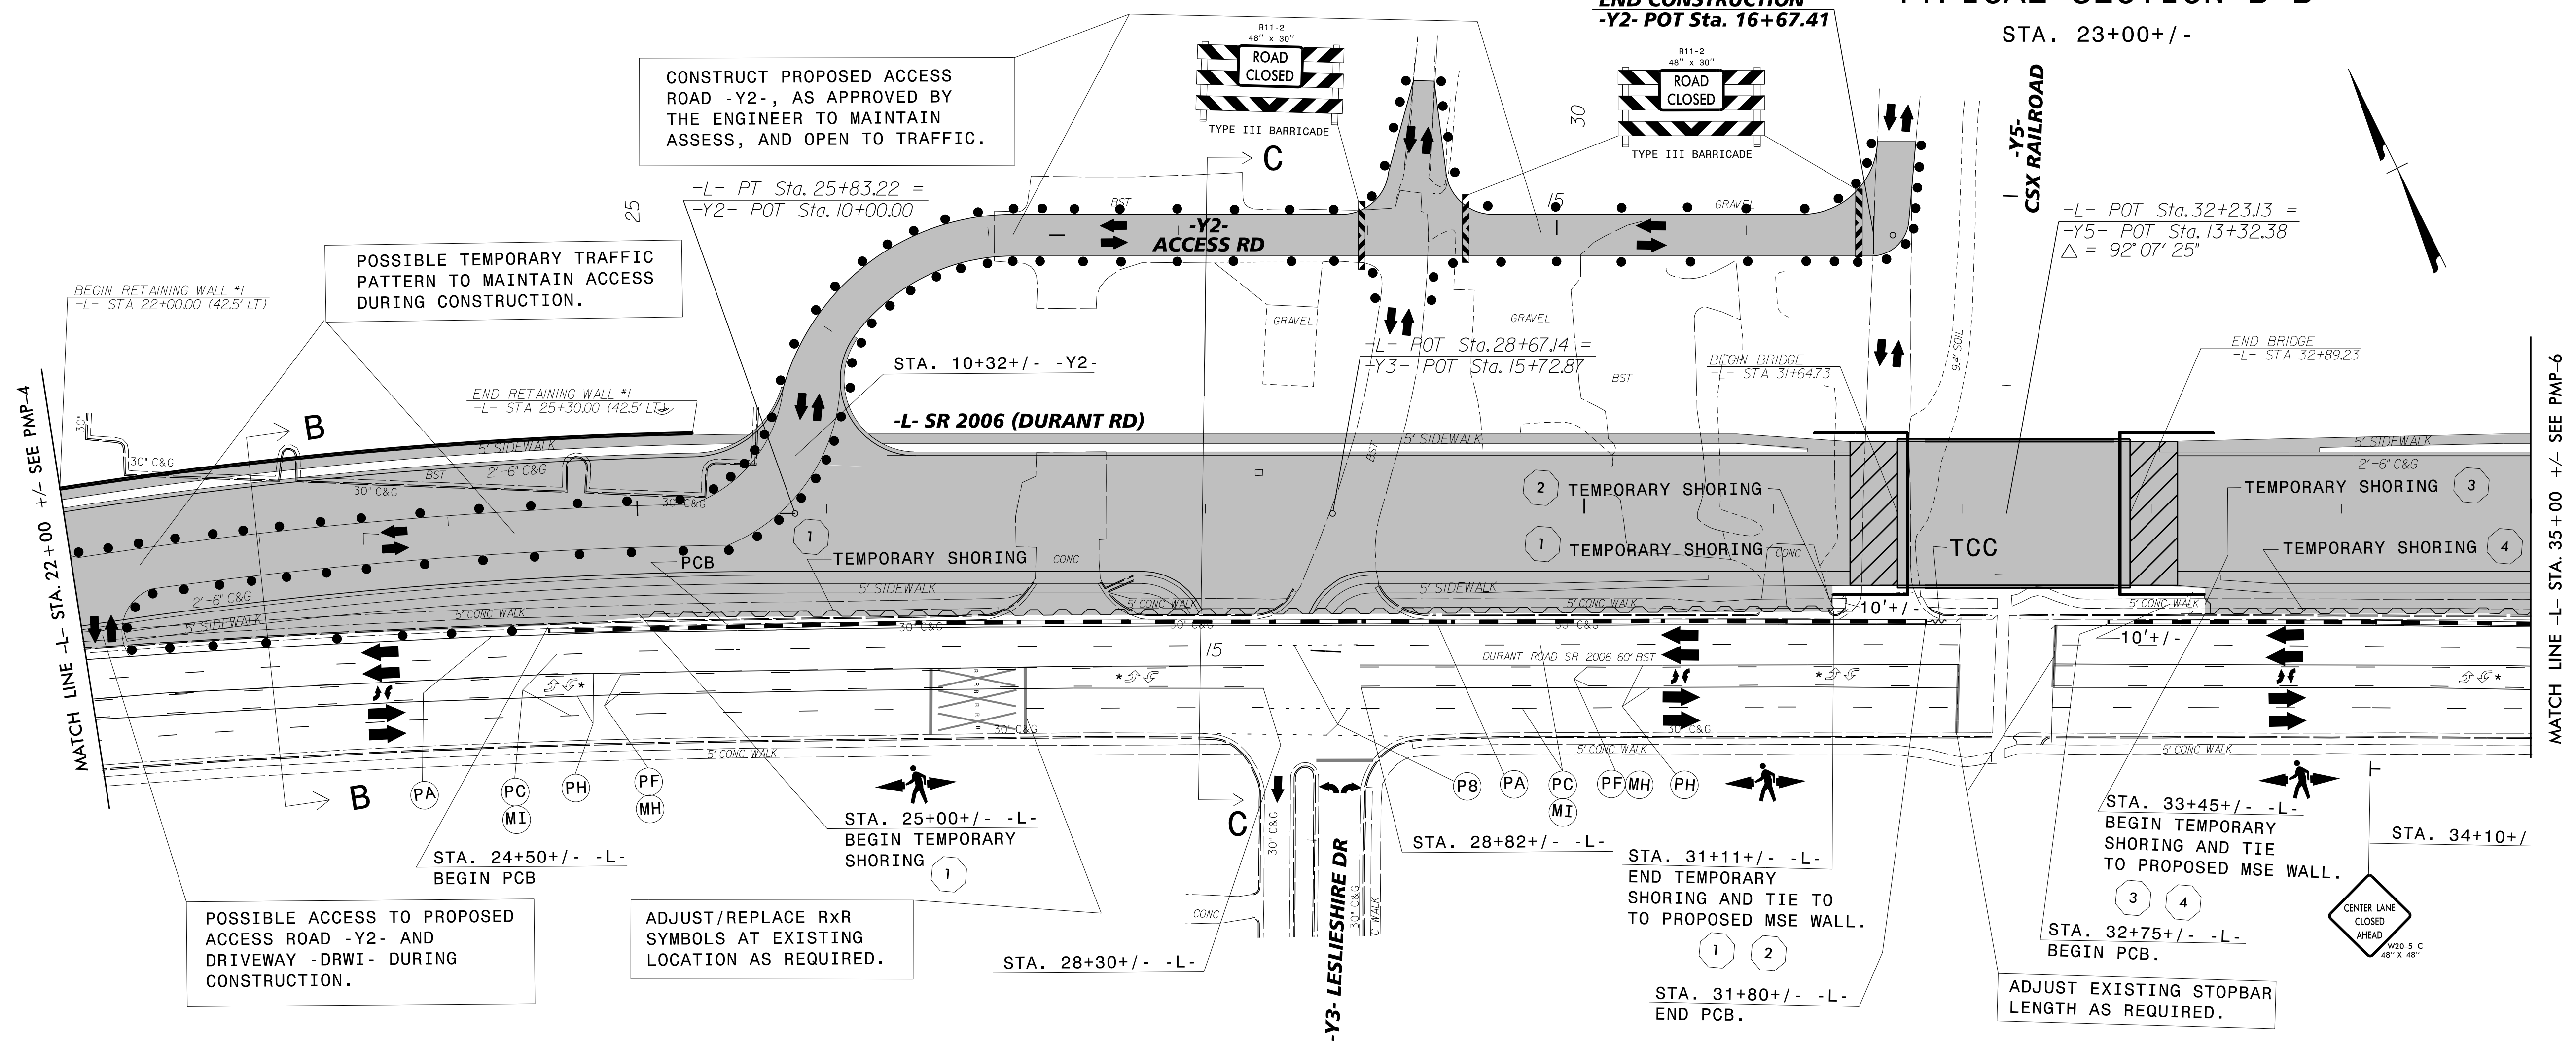 END CONSTRUCTION
-Y2- POT Sta. 16+67.41
STA. 23+00+/-
R11-2
48" x 30"
ROAD
CLOSED
TYPE III BARRICADE
R11-2
48" x 30"
ROAD
CLOSED
TYPE III BARRICADE
CONSTRUCT PROPOSED ACCESS
ROAD -Y2-, AS APPROVED BY
THE ENGINEER TO MAINTAIN
ASSESS, AND OPEN TO TRAFFIC.
C
30
-Y5-
CSX RAILROAD
-L- PT Sta. 25+83.22 =
-Y2- POT Sta. 10+00.00
25
BST
15
GRAVEL
-Y2-
ACCESS RD
-L- POT Sta. 32+23.13 =
-Y5- POT Sta. 13+32.38
△ = 92° 07' 25"
POSSIBLE TEMPORARY TRAFFIC
PATTERN TO MAINTAIN ACCESS
DURING CONSTRUCTION.
BEGIN RETAINING WALL #1
-L- STA 22+00.00 (42.5' LT)
GRAVEL
GRAVEL
-L- POT Sta. 28+67.14 =
-Y3- POT Sta. 15+72.87
BST
BEGIN BRIDGE
-L- STA 31+64.73
94' SOIL
END BRIDGE
-L- STA 32+89.23
STA. 10+32+/- -Y2-
END RETAINING WALL #1
-L- STA 25+30.00 (42.5' LT)
-L- SR 2006 (DURANT RD)
MATCH LINE -L- STA. 22+00 +/- SEE PMP-4
MATCH LINE -L- STA. 35+00 +/- SEE PMP-6
30"
B
5' SIDEWALK
5' SIDEWALK
5' SIDEWALK
30" C&G
BST
2'-6" C&G
30" C&G
30" C&G
BST
2'-6" C&G
2
TEMPORARY SHORING
TEMPORARY SHORING
3
1
TEMPORARY SHORING
CONC
1
TEMPORARY SHORING
CONC
TCC
TEMPORARY SHORING
4
PCB
2'-6" C&G
5' SIDEWALK
5' SIDEWALK
5' SIDEWALK
5' CONC WALK
5' CONC WALK
5' CONC WALK
5' CONC WALK
30" C&G
30" C&G
30" C&G
10'+/-
10'+/-
15
DURANT ROAD SR 2006 60' BST
*
*
*
*
R R
R R
30" C&G
30" C&G
5' CONC WALK
5' CONC WALK
5' CONC WALK
B
PA
PC
MI
PH
PF
MH
C
P8
PA
PC
MI
PF
MH
PH
STA. 24+50+/- -L-
BEGIN PCB
STA. 25+00+/- -L-
BEGIN TEMPORARY
SHORING
1
30" C&G
30" C&G
CONC
C WALK
-Y3- LESLIESHIRE DR
STA. 28+82+/- -L-
STA. 31+11+/- -L-
END TEMPORARY
SHORING AND TIE TO
TO PROPOSED MSE WALL.
1
2
STA. 33+45+/- -L-
BEGIN TEMPORARY
SHORING AND TIE
TO PROPOSED MSE WALL.
3
4
STA. 34+10+/
CENTER LANE
CLOSED
AHEAD
W20-5 C
48" X 48"
STA. 32+75+/- -L-
BEGIN PCB.
POSSIBLE ACCESS TO PROPOSED
ACCESS ROAD -Y2- AND
DRIVEWAY -DRW1- DURING
CONSTRUCTION.
ADJUST/REPLACE RxR
SYMBOLS AT EXISTING
LOCATION AS REQUIRED.
STA. 28+30+/- -L-
STA. 31+80+/- -L-
END PCB.
ADJUST EXISTING STOPBAR
LENGTH AS REQUIRED.